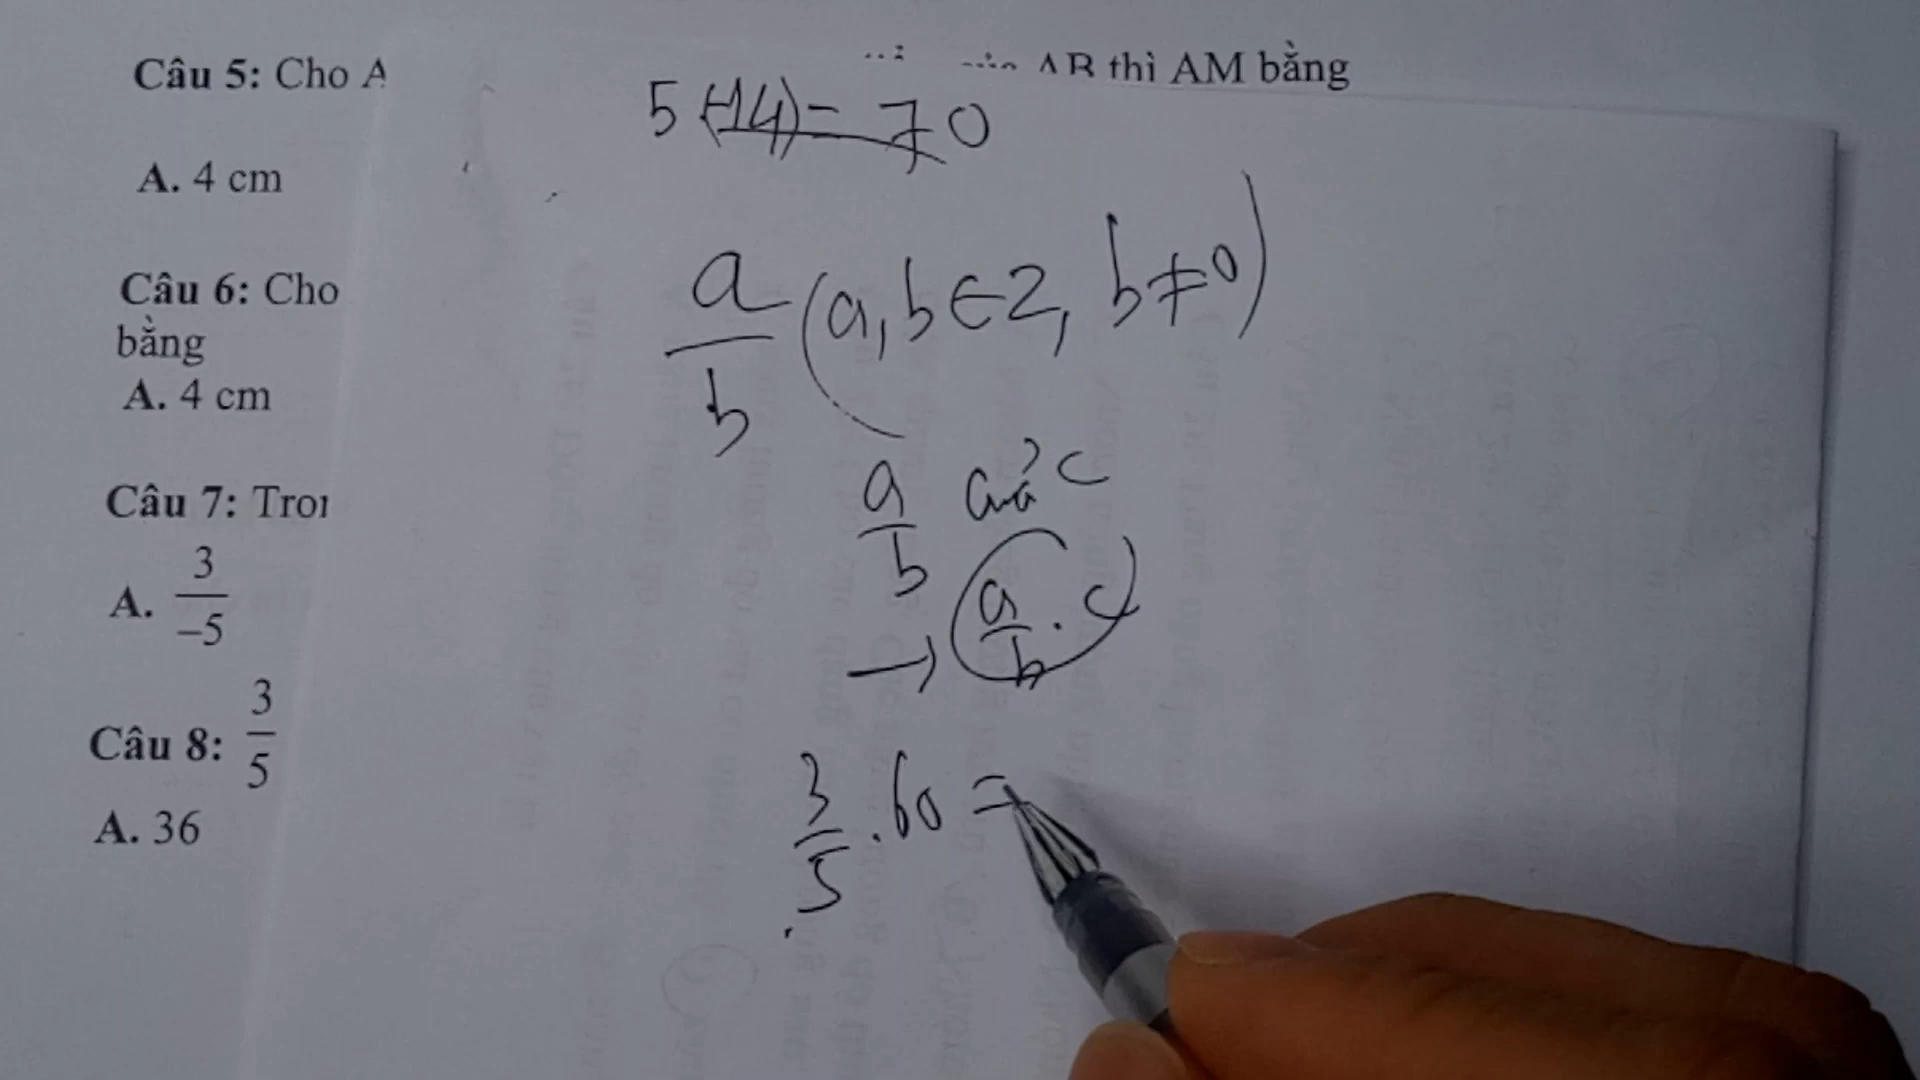 Câu 5: Cho A
AB thì AM bằng
5(-14)= 70
A. 4 cm
a/b (a, b ∈ Z, b ≠ 0)
Câu 6: Cho
bằng
A. 4 cm
a/b của c
Câu 7: Tron
A. 3/−5
→ a/b . c
Câu 8: 3/5
3/5 . 60 =
A. 36